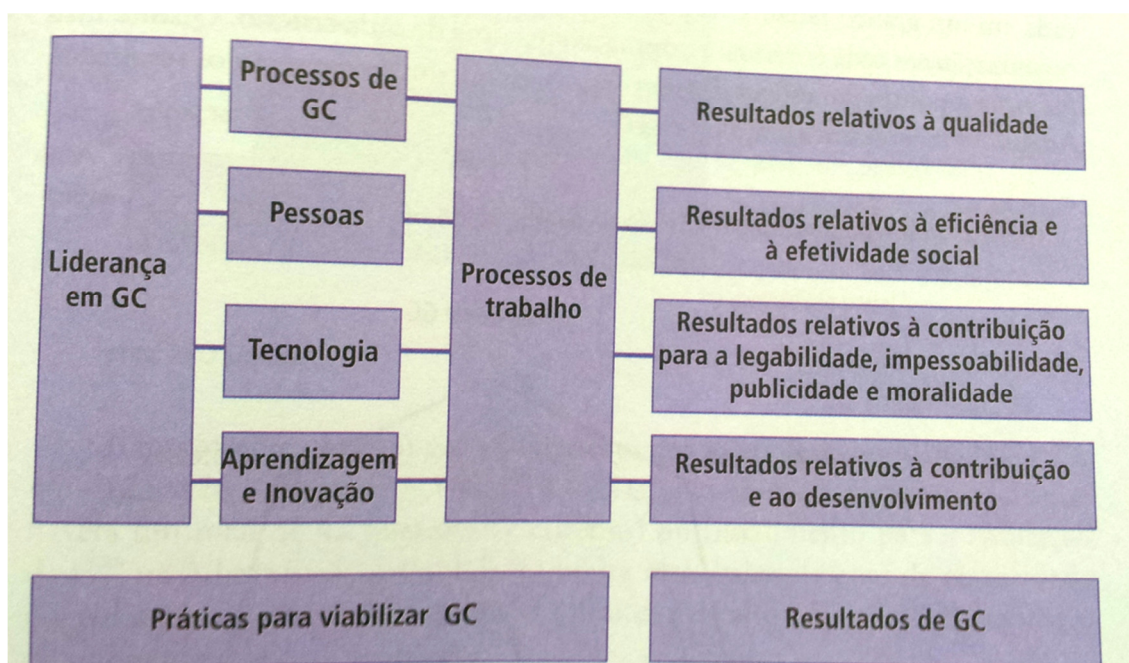 Liderança
em GC
Processos de
GC
Pessoas
Tecnologia
Aprendizagem
e Inovação
Processos de
trabalho
Resultados relativos à qualidade
Resultados relativos à eficiência e
à efetividade social
Resultados relativos à contribuição
para a legabilidade, impessoabilidade,
publicidade e moralidade
Resultados relativos à contribuição
e ao desenvolvimento
Práticas para viabilizar GC
Resultados de GC